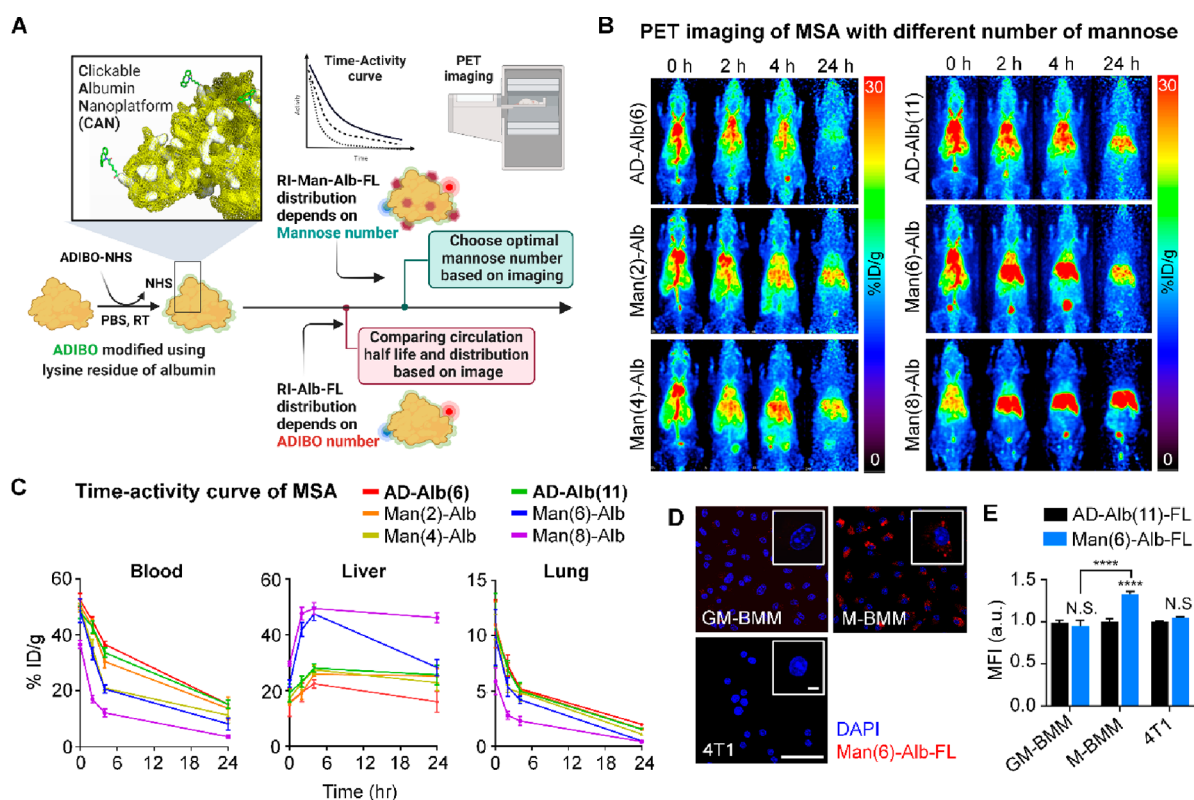 A
Clickable
Albumin
Nanoplatform
(CAN)
Time-Activity
curve
Activity
Time
PET
imaging
RI-Man-Alb-FL
distribution
depends on
Mannose number
Choose optimal
mannose number
based on imaging
ADIBO-NHS
NHS
PBS, RT
ADIBO modified using
lysine residue of albumin
Comparing circulation
half life and distribution
based on image
RI-Alb-FL
distribution
depends on
ADIBO number
B
PET imaging of MSA with different number of mannose
0 h 2 h 4 h 24 h
AD-Alb(6)
Man(2)-Alb
Man(4)-Alb
30
%ID/g
0
0 h 2 h 4 h 24 h
AD-Alb(11)
Man(6)-Alb
Man(8)-Alb
30
%ID/g
0
C
Time-activity curve of MSA
AD-Alb(6)
Man(2)-Alb
Man(4)-Alb
AD-Alb(11)
Man(6)-Alb
Man(8)-Alb
Blood
% ID/g
60
40
20
0
0 6 12 18 24
Liver
60
40
20
0
0 6 12 18 24
Lung
15
10
5
0
0 6 12 18 24
Time (hr)
D
GM-BMM
M-BMM
4T1
DAPI
Man(6)-Alb-FL
E
AD-Alb(11)-FL
Man(6)-Alb-FL
MFI (a.u.)
1.5
1.0
0.5
0.0
****
N.S.
****
N.S
GM-BMM
M-BMM
4T1